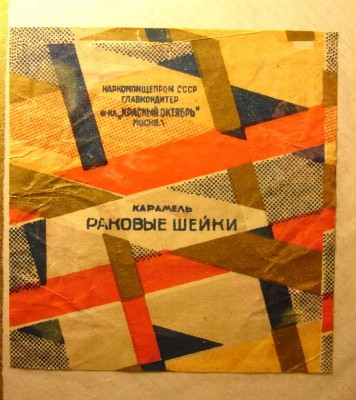 НАРКОМПИЩЕПРОМ СССР
ГЛАВКОНДИТЕР
Ф-КА „КРАСНЫЙ ОКТЯБРЬ"
МОСКВА
КАРАМЕЛЬ
РАКОВЫЕ ШЕЙКИ